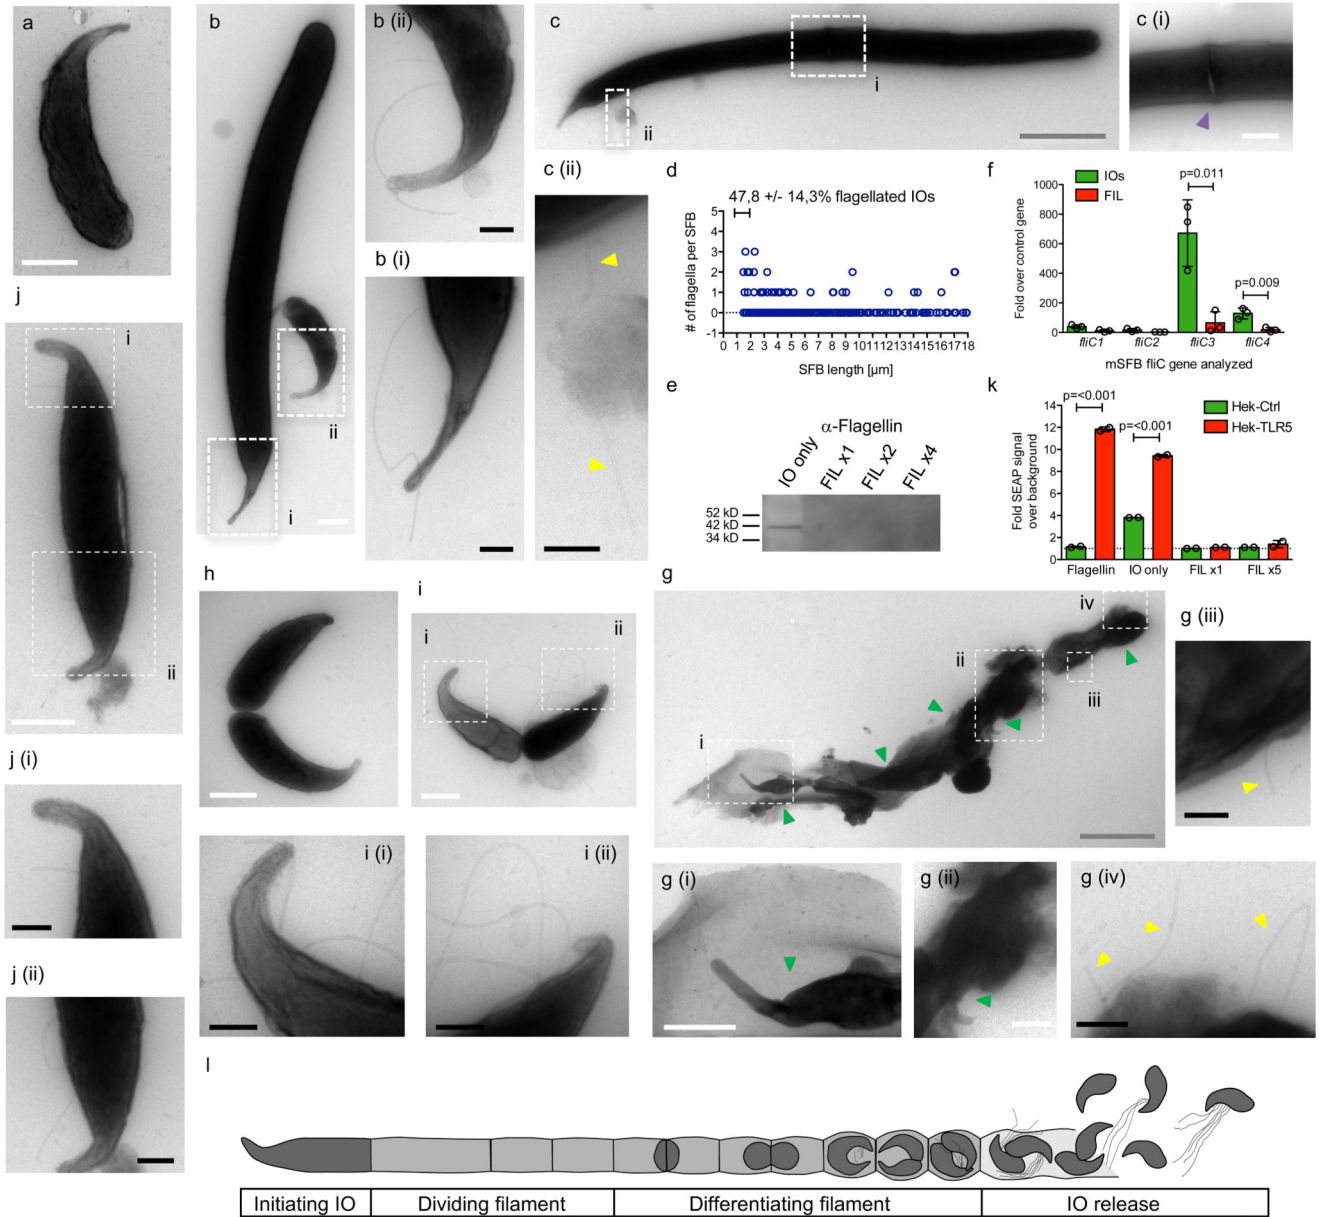 a
b
b (ii)
c
c (i)
i
ii
i
ii
b (i)
c (ii)
d
47,8 +/- 14,3% flagellated IOs
# of flagella per SFB
5
4
3
2
1
0
-1
0 1 2 3 4 5 6 7 8 9 10 11 12 13 14 15 16 17 18
SFB length [µm]
e
α-Flagellin
IO only
FIL x1
FIL x2
FIL x4
52 kD
42 kD
34 kD
f
IOs
FIL
p=0.011
p=0.009
Fold over control gene
1000
800
600
400
200
0
fliC1 fliC2 fliC3 fliC4
mSFB fliC gene analyzed
k
p=<0.001
p=<0.001
Hek-Ctrl
Hek-TLR5
Fold SEAP signal
over background
14
12
10
8
6
4
2
0
Flagellin IO only FIL x1 FIL x5
j
i
ii
j (i)
j (ii)
h
i
i
ii
i (i)
i (ii)
g
i
ii
iii
iv
g (iii)
g (i)
g (ii)
g (iv)
l
Initiating IO
Dividing filament
Differentiating filament
IO release